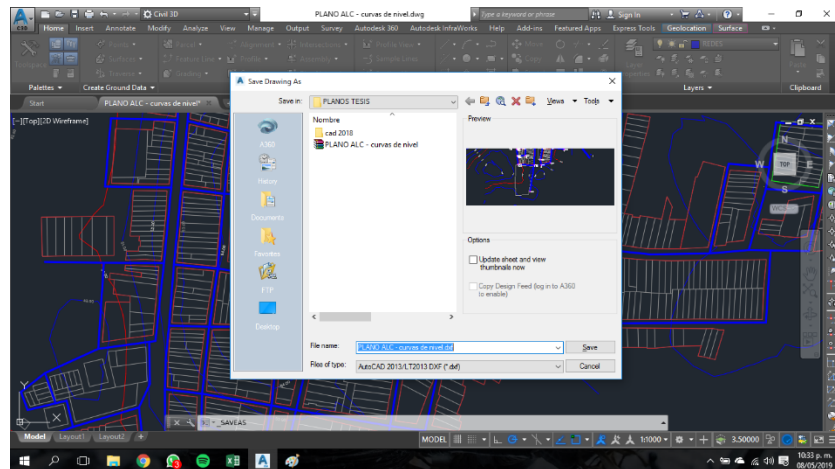 Civil 3D
PLANO ALC - curvas de nivel.dwg
Type a keyword or phrase
Sign In
Home Insert Annotate Modify Analyze View Manage Output Survey Autodesk 360 Autodesk InfraWorks Help Add-ins Featured Apps Express Tools Geolocation Surface
Palettes
Create Ground Data
Layers
Clipboard
Start
PLANO ALC - curvas de nivel*
[-][Top][2D Wireframe]
Save Drawing As
Save in:
PLANOS TESIS
Views
Tools
Nombre
cad 2018
PLANO ALC - curvas de nivel
Preview
A360
History
Documents
Favorites
FTP
Desktop
Options
Update sheet and view
thumbnails now
Copy Design Feed (log in to A360
to enable)
File name:
PLANO ALC - curvas de nivel.dxf
Save
Files of type:
AutoCAD 2013/LT2013 DXF (*.dxf)
Cancel
N
W
TOP
E
S
WCS
Y
X
_SAVEAS
Model Layout1 Layout2 +
MODEL
1:1000
3.50000
10:33 p. m.
08/05/2019